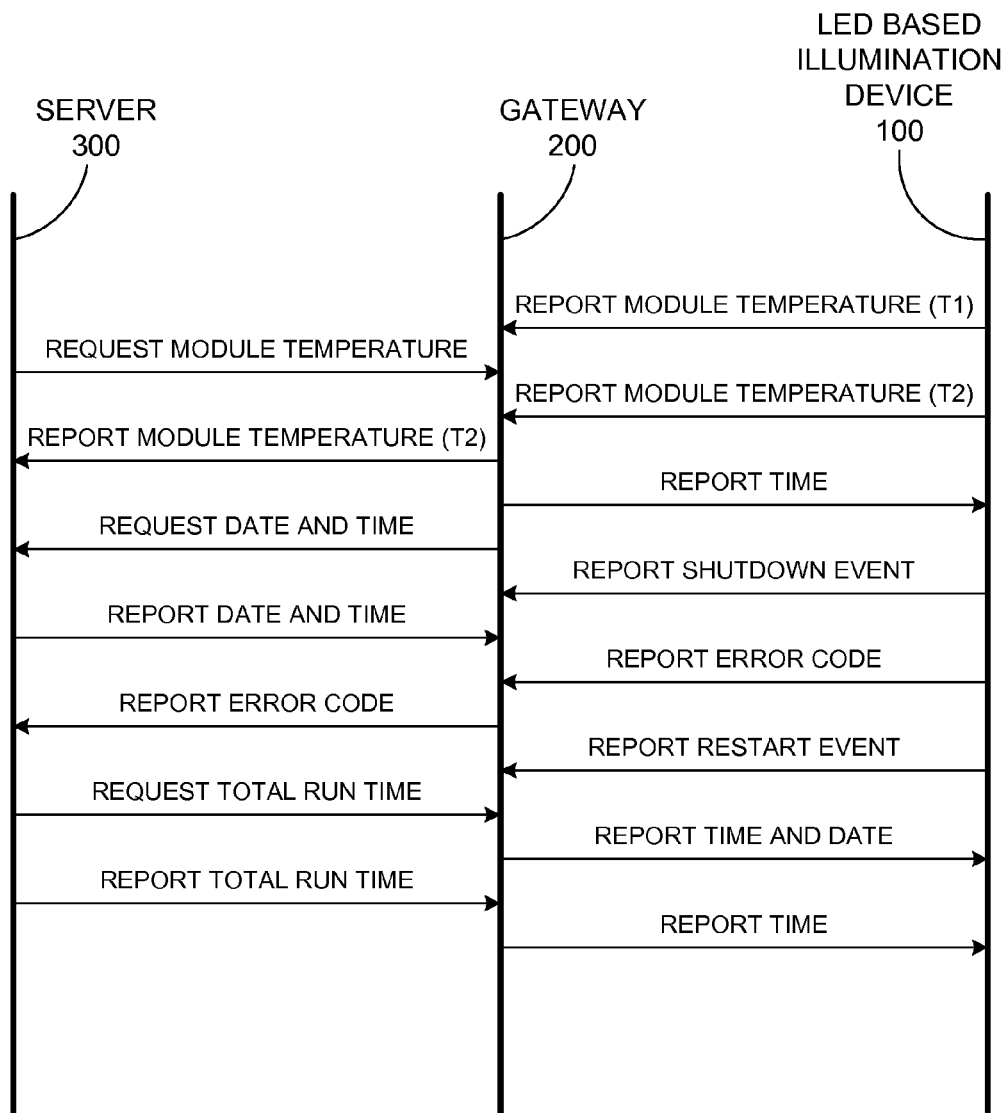 LED BASED
ILLUMINATION
DEVICE
100
SERVER
300
GATEWAY
200
REPORT MODULE TEMPERATURE (T1)
REQUEST MODULE TEMPERATURE
REPORT MODULE TEMPERATURE (T2)
REPORT MODULE TEMPERATURE (T2)
REPORT TIME
REQUEST DATE AND TIME
REPORT SHUTDOWN EVENT
REPORT DATE AND TIME
REPORT ERROR CODE
REPORT ERROR CODE
REPORT RESTART EVENT
REQUEST TOTAL RUN TIME
REPORT TIME AND DATE
REPORT TOTAL RUN TIME
REPORT TIME